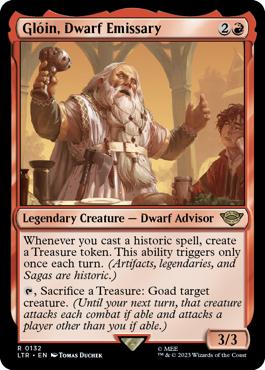 Glóin, Dwarf Emissary 2
Legendary Creature — Dwarf Advisor
Whenever you cast a historic spell, create
a Treasure token. This ability triggers only
once each turn. (Artifacts, legendaries, and
Sagas are historic.)
, Sacrifice a Treasure: Goad target
creature. (Until your next turn, that creature
attacks each combat if able and attacks a
player other than you if able.)
3/3
R 0132
LTR • EN TOMAS DUCHEK
© MEE
™ & © 2023 Wizards of the Coast